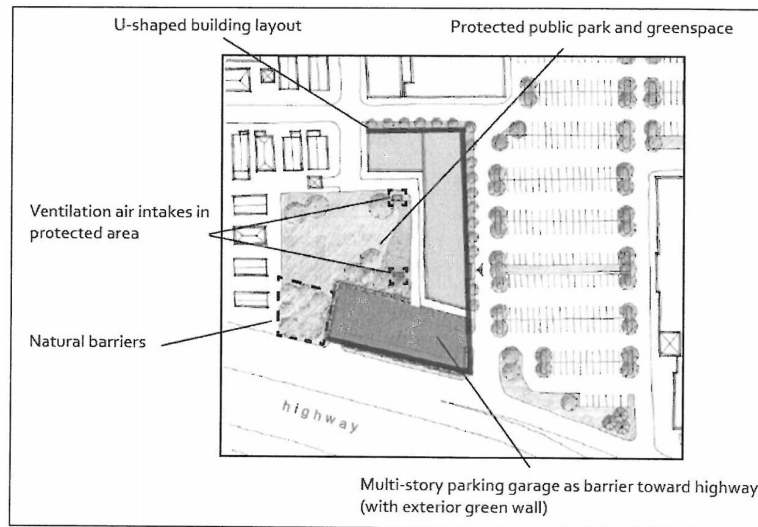 U-shaped building layout
Protected public park and greenspace
Ventilation air intakes in
protected area
Natural barriers
highway
Multi-story parking garage as barrier toward highway
(with exterior green wall)